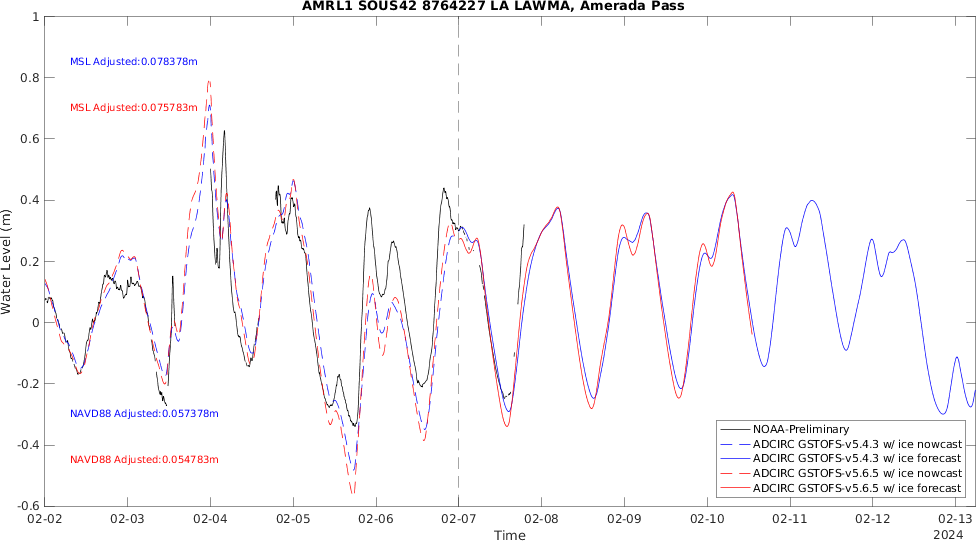 AMRL1 SOUS42 8764227 LA LAWMA, Amerada Pass
1
0.8
0.6
0.4
0.2
0
-0.2
-0.4
-0.6
Water Level (m)
MSL Adjusted:0.078378m
MSL Adjusted:0.075783m
NAVD88 Adjusted:0.057378m
NAVD88 Adjusted:0.054783m
NOAA-Preliminary
ADCIRC GSTOFS-v5.4.3 w/ ice nowcast
ADCIRC GSTOFS-v5.4.3 w/ ice forecast
ADCIRC GSTOFS-v5.6.5 w/ ice nowcast
ADCIRC GSTOFS-v5.6.5 w/ ice forecast
02-02 02-03 02-04 02-05 02-06 02-07 02-08 02-09 02-10 02-11 02-12 02-13
Time
2024